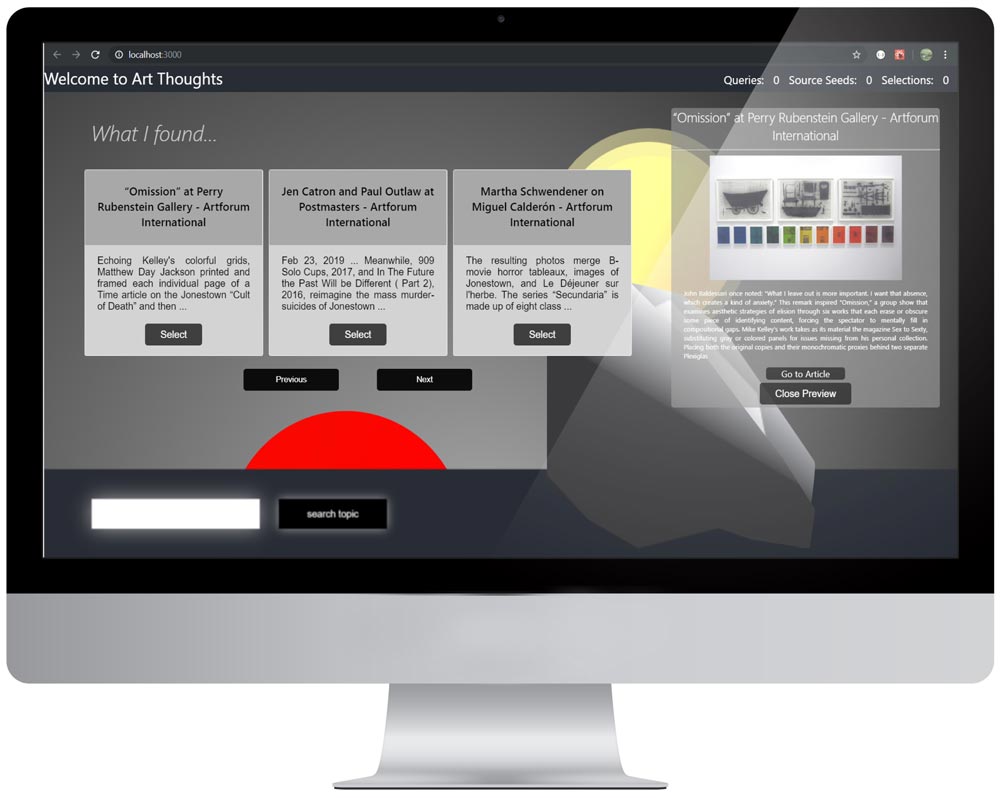 localhost:3000
Welcome to Art Thoughts
Queries: 0 Source Seeds: 0 Selections: 0
What I found...
“Omission” at Perry
Rubenstein Gallery - Artforum
International
Echoing Kelley's colorful grids,
Matthew Day Jackson printed and
framed each individual page of a
Time article on the Jonestown “Cult
of Death” and then ...
Select
Jen Catron and Paul Outlaw at
Postmasters - Artforum
International
Feb 23, 2019 ... Meanwhile, 909
Solo Cups, 2017, and In The Future
the Past Will be Different ( Part 2),
2016, reimagine the mass murder-
suicides of Jonestown ...
Select
Martha Schwendener on
Miguel Calderón - Artforum
International
The resulting photos merge B-
movie horror tableaux, images of
Jonestown, and Le Déjeuner sur
l'herbe. The series “Secundaria” is
made up of eight class ...
Select
Previous
Next
“Omission” at Perry Rubenstein Gallery - Artforum
International
John Baldessari once noted: “What I leave out is more important. I want that absence,
which creates a kind of anxiety.” This remark inspired “Omission,” a group show that
examines aesthetic strategies of elision through six works that each erase or obscure
some piece of identifying content, forcing the spectator to mentally fill in
compositional gaps. Mike Kelley's work takes as its material the magazine Sex to Sexty,
substituting gray or colored panels for issues missing from his personal collection.
Placing both the original copies and their monochromatic proxies behind two separate
Plexiglas
Go to Article
Close Preview
search topic